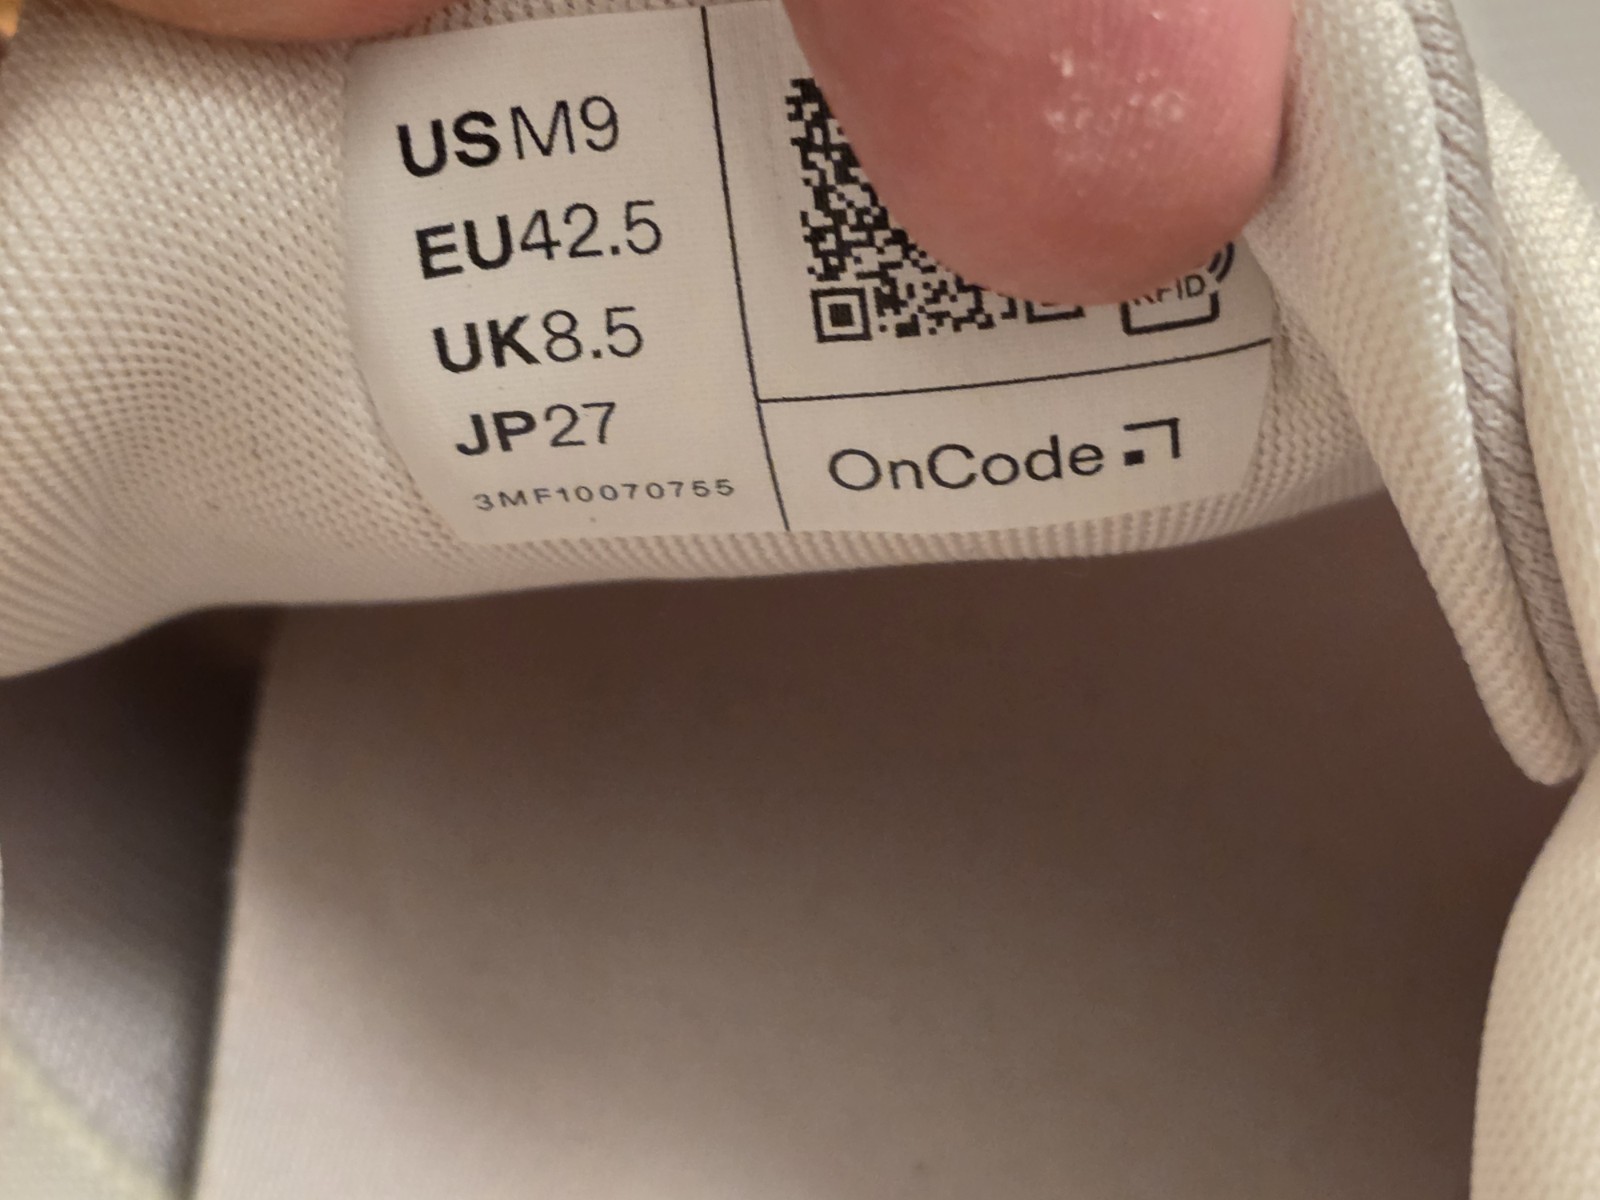 USM9
EU42.5
UK8.5
JP27
3MF10070755
RFID
OnCode